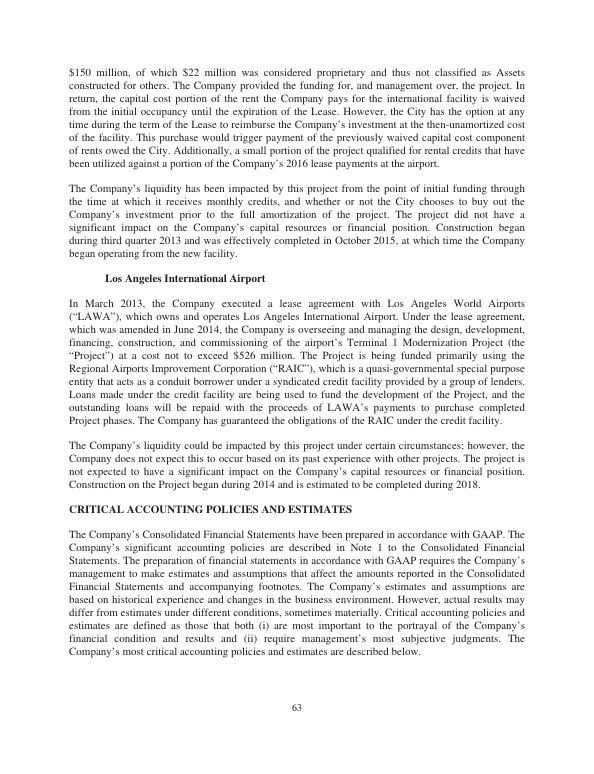 $150 million, of which $22 million was considered proprietary and thus not classified as Assets
constructed for others. The Company provided the funding for, and management over, the project. In
return, the capital cost portion of the rent the Company pays for the international facility is waived
from the initial occupancy until the expiration of the Lease. However, the City has the option at any
time during the term of the Lease to reimburse the Company's investment at the then-unamortized cost
of the facility. This purchase would trigger payment of the previously waived capital cost component
of rents owed the City. Additionally, a small portion of the project qualified for rental credits that have
been utilized against a portion of the Company's 2016 lease payments at the airport.
The Company's liquidity has been impacted by this project from the point of initial funding through
the time at which it receives monthly credits, and whether or not the City chooses to buy out the
Company's investment prior to the full amortization of the project. The project did not have a
significant impact on the Company's capital resources or financial position. Construction began
during third quarter 2013 and was effectively completed in October 2015, at which time the Company
began operating from the new facility.
Los Angeles International Airport
In March 2013, the Company executed a lease agreement with Los Angeles World Airports
("LAWA"), which owns and operates Los Angeles International Airport. Under the lease agreement,
which was amended in June 2014, the Company is overseeing and managing the design, development,
financing, construction, and commissioning of the airport's Terminal 1 Modernization Project (the
"Project") at a cost not to exceed $526 million. The Project is being funded primarily using the
Regional Airports Improvement Corporation ("RAIC"), which is a quasi-governmental special purpose
entity that acts as a conduit borrower under a syndicated credit facility provided by a group of lenders.
Loans made under the credit facility are being used to fund the development of the Project, and the
outstanding loans will be repaid with the proceeds of LAWA's payments to purchase completed
Project phases. The Company has guaranteed the obligations of the RAIC under the credit facility.
The Company's liquidity could be impacted by this project under certain circumstances; however, the
Company does not expect this to occur based on its past experience with other projects. The project is
not expected to have a significant impact on the Company's capital resources or financial position.
Construction on the Project began during 2014 and is estimated to be completed during 2018.
CRITICAL ACCOUNTING POLICIES AND ESTIMATES
The Company's Consolidated Financial Statements have been prepared in accordance with GAAP. The
Company's significant accounting policies are described in Note 1 to the Consolidated Financial
Statements. The preparation of financial statements in accordance with GAAP requires the Company's
management to make estimates and assumptions that affect the amounts reported in the Consolidated
Financial Statements and accompanying footnotes. The Company's estimates and assumptions are
based on historical experience and changes in the business environment. However, actual results may
differ from estimates under different conditions, sometimes materially. Critical accounting policies and
estimates are defined as those that both (i) are most important to the portrayal of the Company's
financial condition and results and (ii) require management's most subjective judgments. The
Company's most critical accounting policies and estimates are described below.
63